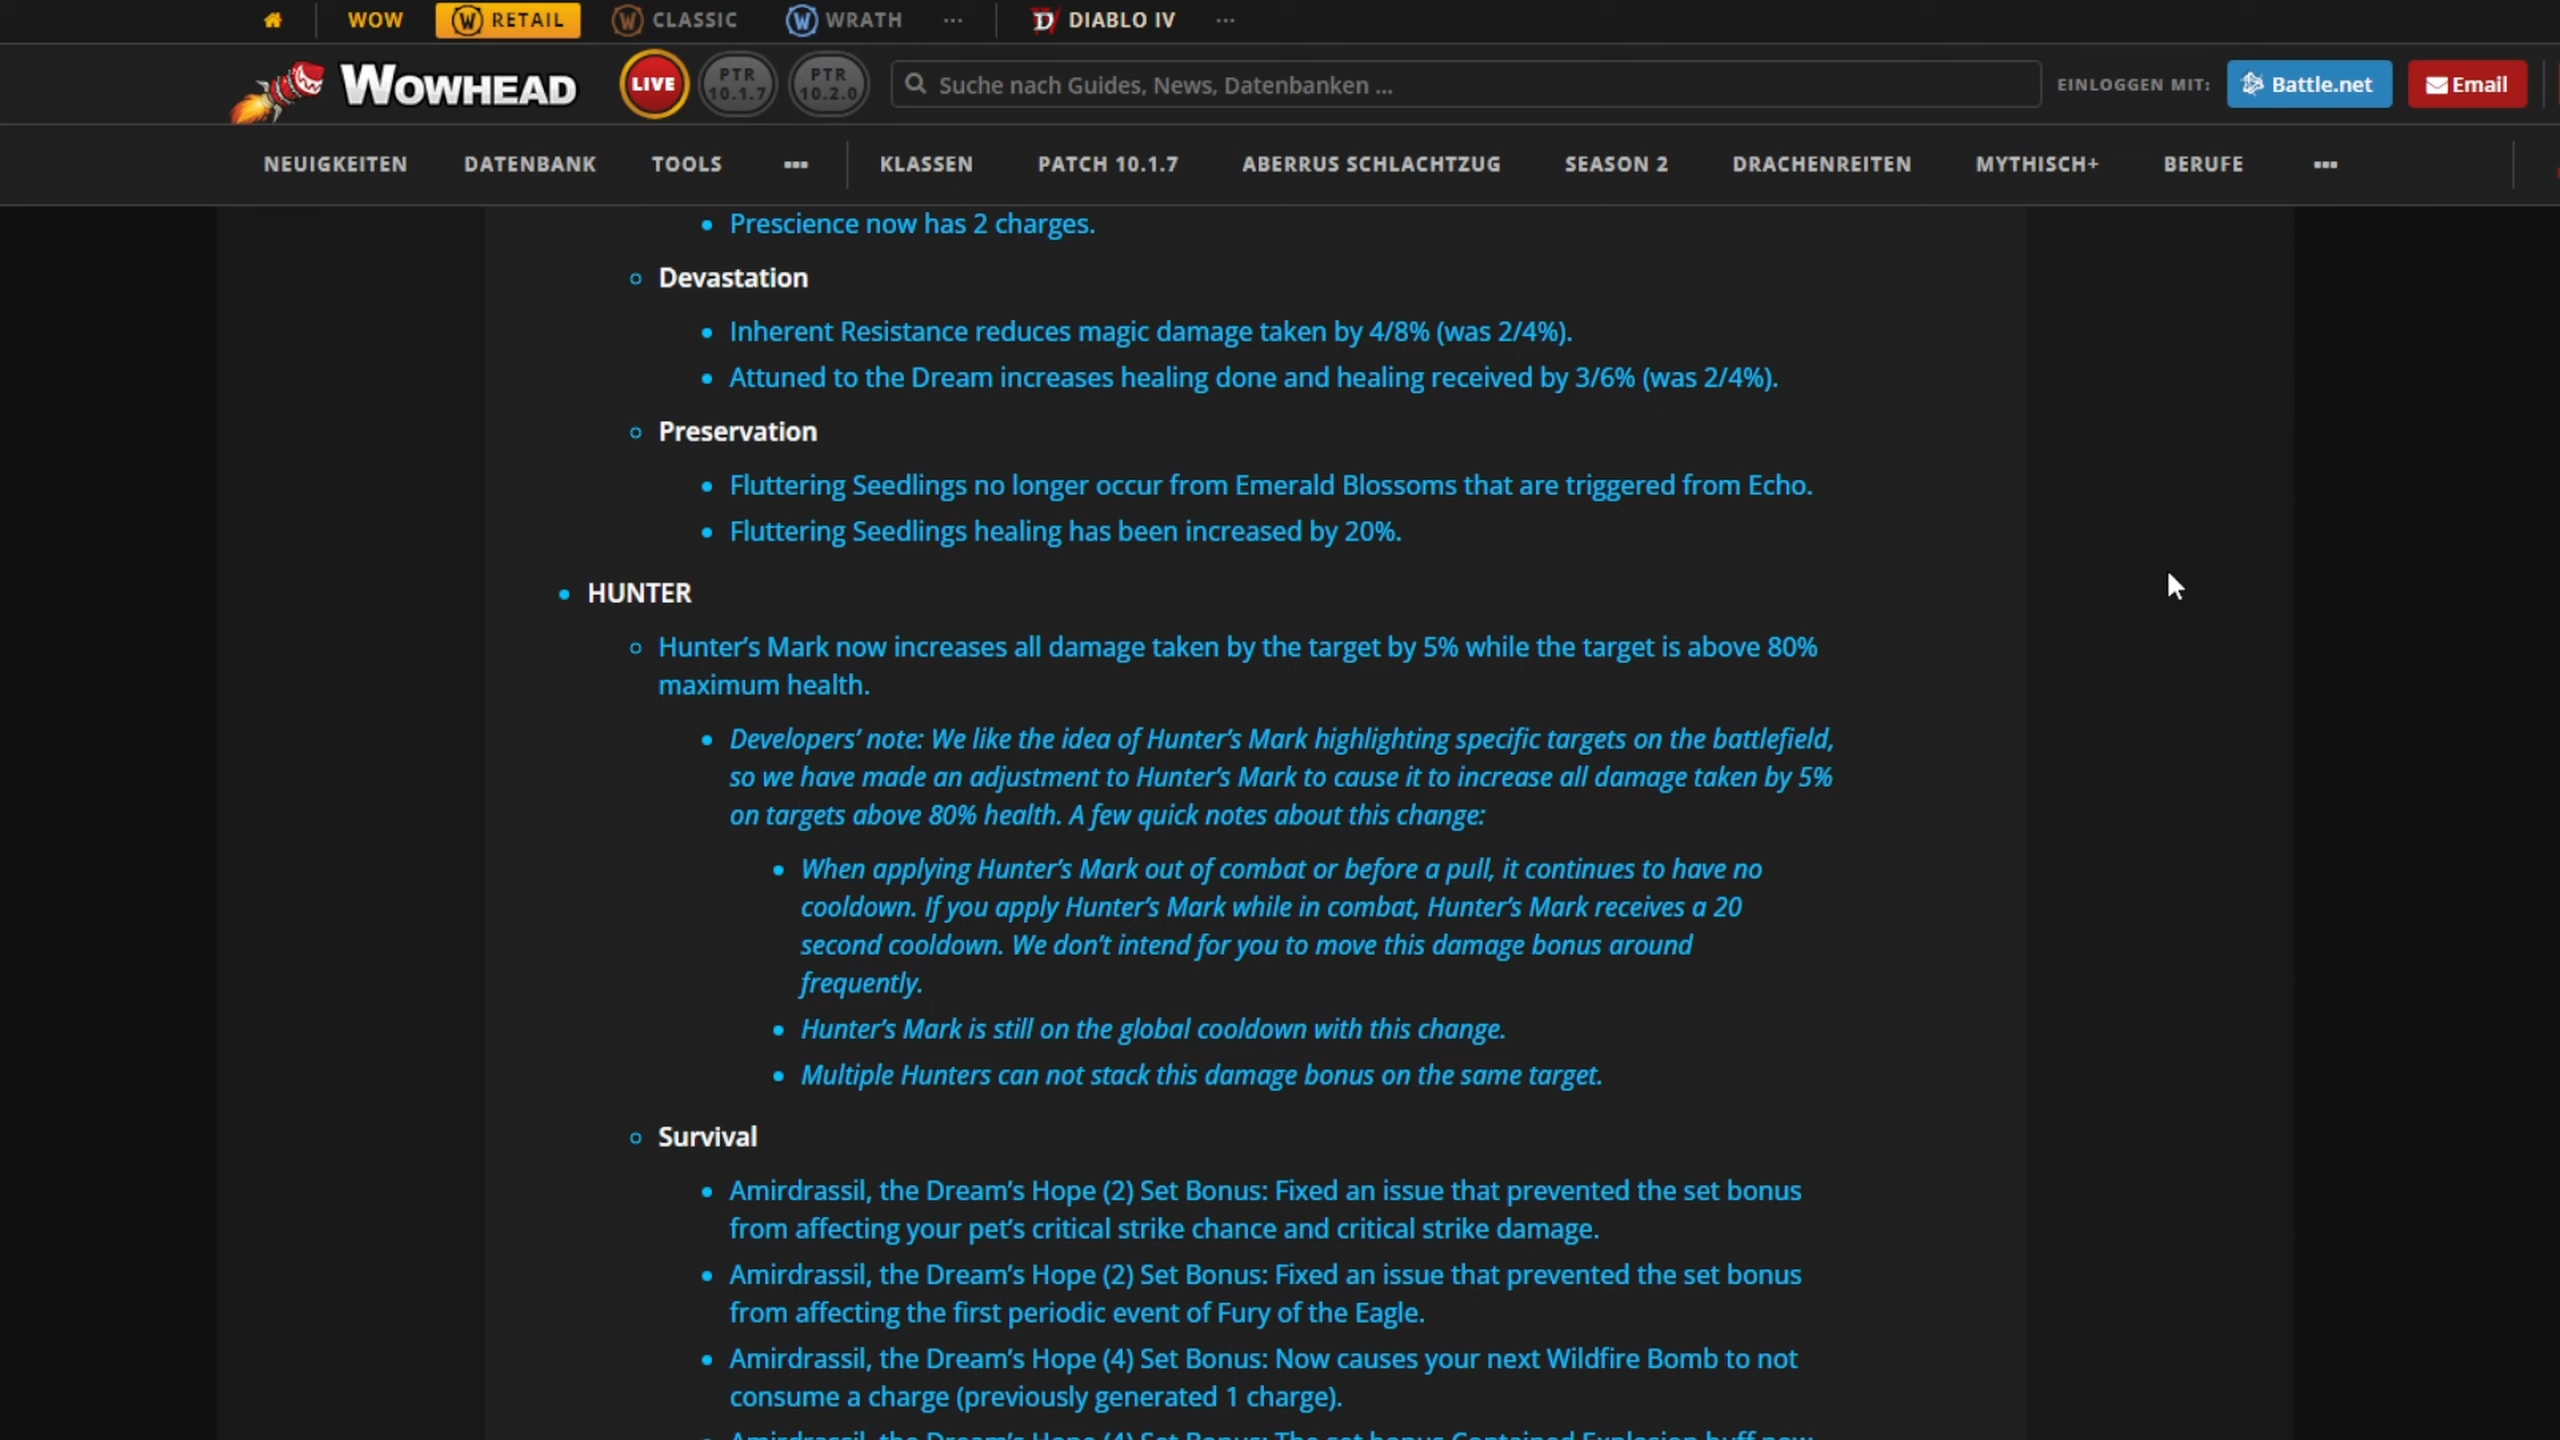 WOW RETAIL CLASSIC WRATH ··· DIABLO IV ···
WOWHEAD LIVE PTR 10.1.7 PTR 10.2.0 Suche nach Guides, News, Datenbanken ... EINLOGGEN MIT: Battle.net Email
NEUIGKEITEN DATENBANK TOOLS ··· KLASSEN PATCH 10.1.7 ABERRUS SCHLACHTZUG SEASON 2 DRACHENREITEN MYTHISCH+ BERUFE ···
Prescience now has 2 charges.
Devastation
Inherent Resistance reduces magic damage taken by 4/8% (was 2/4%).
Attuned to the Dream increases healing done and healing received by 3/6% (was 2/4%).
Preservation
Fluttering Seedlings no longer occur from Emerald Blossoms that are triggered from Echo.
Fluttering Seedlings healing has been increased by 20%.
HUNTER
Hunter’s Mark now increases all damage taken by the target by 5% while the target is above 80%
maximum health.
Developers’ note: We like the idea of Hunter’s Mark highlighting specific targets on the battlefield,
so we have made an adjustment to Hunter’s Mark to cause it to increase all damage taken by 5%
on targets above 80% health. A few quick notes about this change:
When applying Hunter’s Mark out of combat or before a pull, it continues to have no
cooldown. If you apply Hunter’s Mark while in combat, Hunter’s Mark receives a 20
second cooldown. We don’t intend for you to move this damage bonus around
frequently.
Hunter’s Mark is still on the global cooldown with this change.
Multiple Hunters can not stack this damage bonus on the same target.
Survival
Amirdrassil, the Dream’s Hope (2) Set Bonus: Fixed an issue that prevented the set bonus
from affecting your pet’s critical strike chance and critical strike damage.
Amirdrassil, the Dream’s Hope (2) Set Bonus: Fixed an issue that prevented the set bonus
from affecting the first periodic event of Fury of the Eagle.
Amirdrassil, the Dream’s Hope (4) Set Bonus: Now causes your next Wildfire Bomb to not
consume a charge (previously generated 1 charge).
Amirdrassil, the Dream’s Hope (4) Set Bonus: The set bonus Contained Explosion buff now